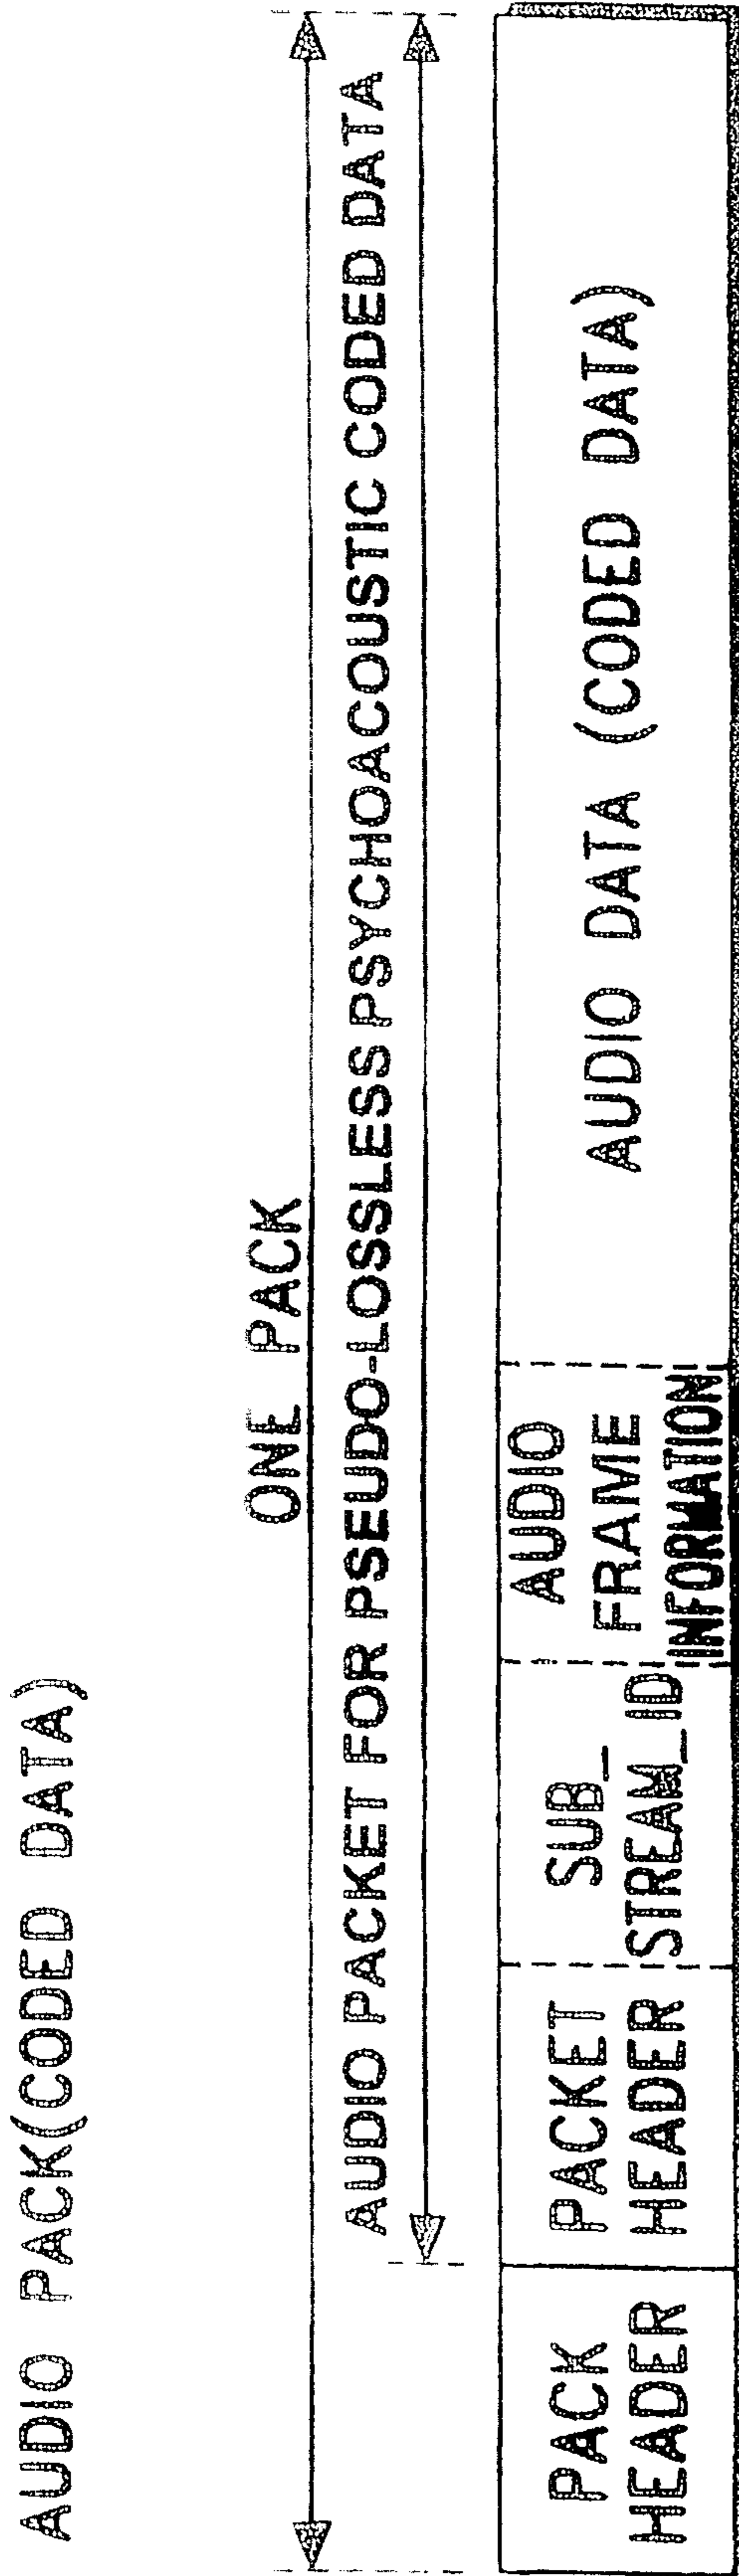 AUDIO PACK(CODED DATA)
ONE PACK
AUDIO PACKET FOR PSEUDO-LOSSLESS PSYCHOACOUSTIC CODED DATA
PACK
HEADER
PACKET
HEADER
SUB_
STREAM_ID
AUDIO
FRAME
INFORMATION
AUDIO DATA (CODED DATA)